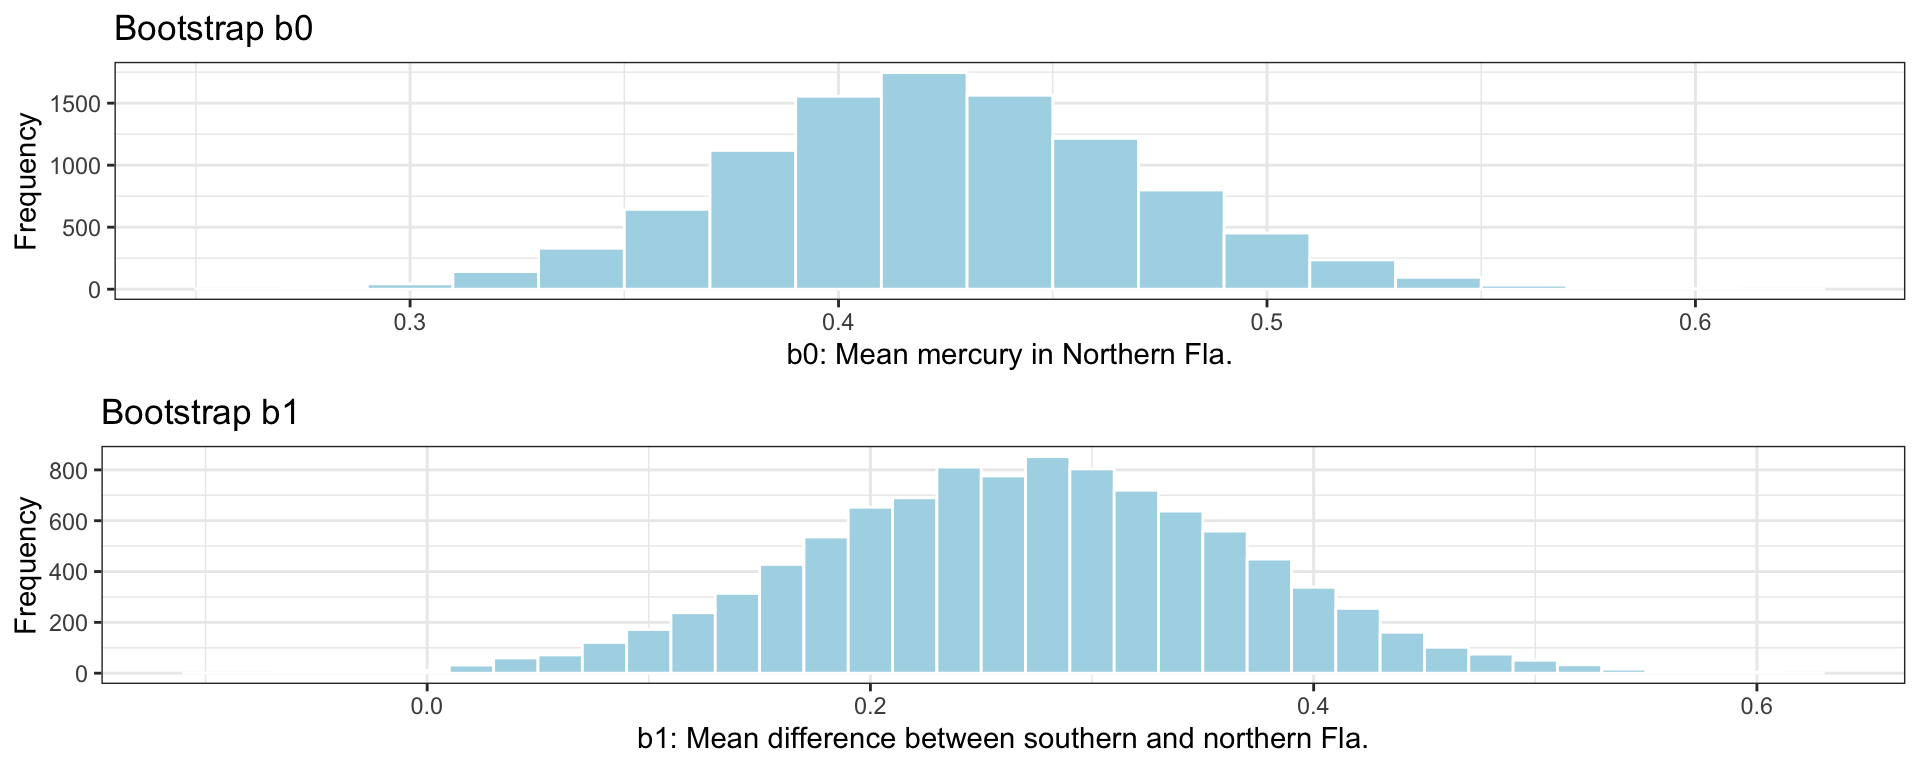 Bootstrap b0
Frequency
1500
1000
500
0
0.3 0.4 0.5 0.6
b0: Mean mercury in Northern Fla.
Bootstrap b1
Frequency
800
600
400
200
0
0.0 0.2 0.4 0.6
b1: Mean difference between southern and northern Fla.